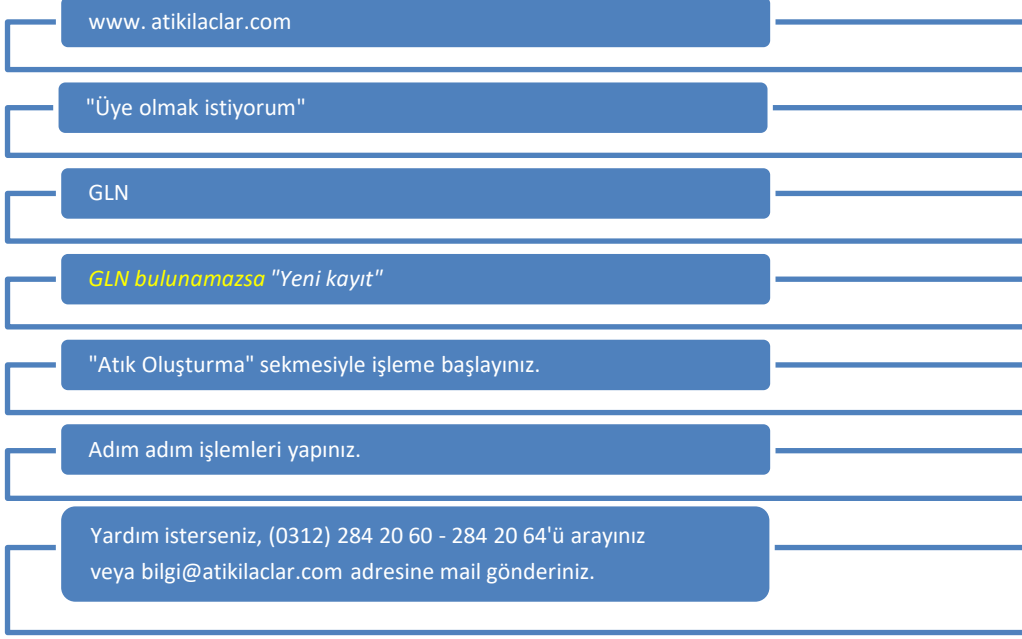 www. atikilaclar.com
"Üye olmak istiyorum"
GLN
GLN bulunamazsa "Yeni kayıt"
"Atık Oluşturma" sekmesiyle işleme başlayınız.
Adım adım işlemleri yapınız.
Yardım isterseniz, (0312) 284 20 60 - 284 20 64'ü arayınız
veya bilgi@atikilaclar.com adresine mail gönderiniz.